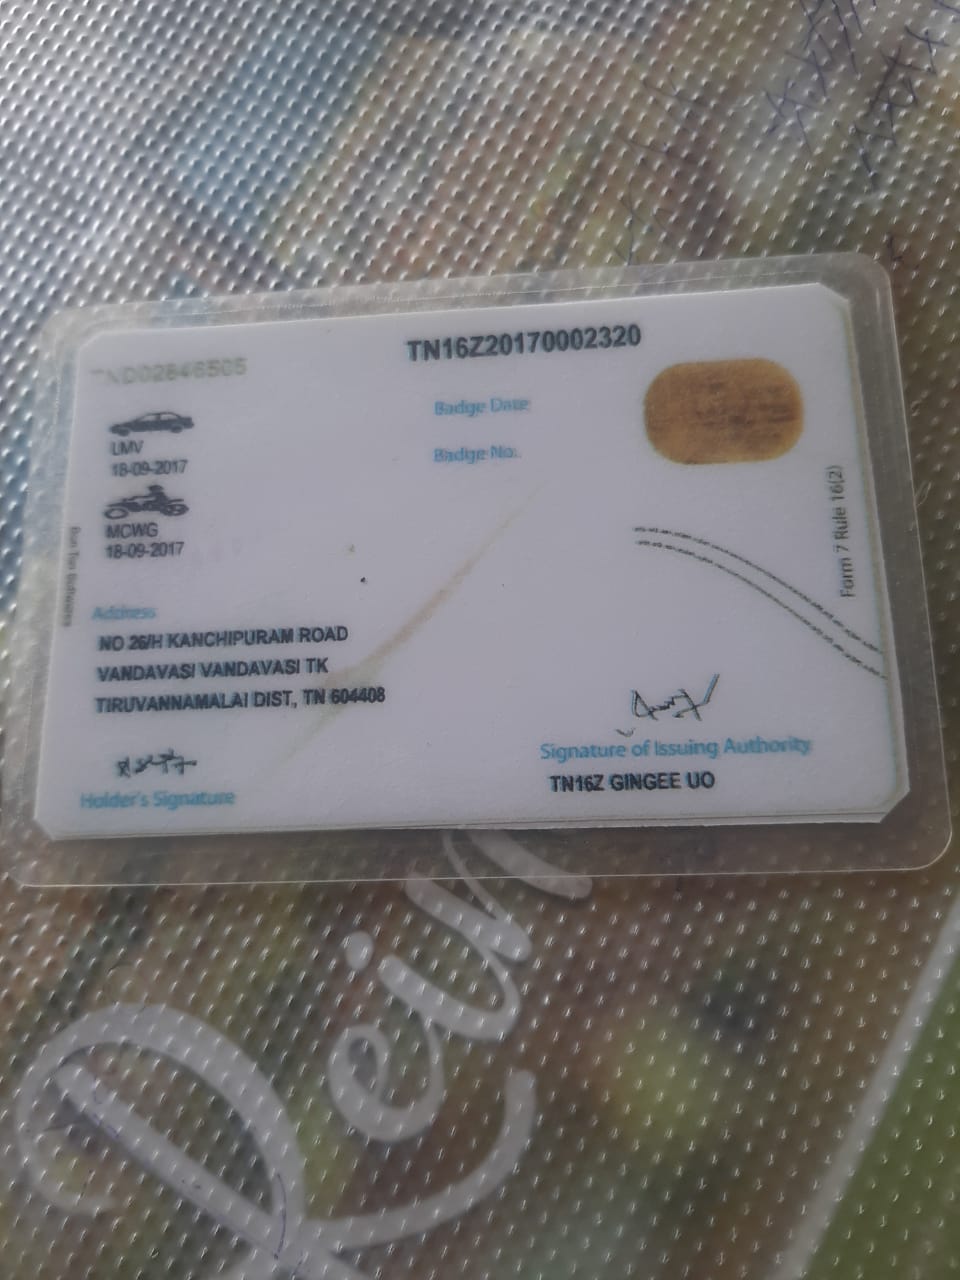 TN16Z20170002320
Badge Date
LMV
18-09-2017
Badge No.
MCWG
18-09-2017
Form 7 Rule 16(2)
Address
NO 26/H KANCHIPURAM ROAD
VANDAVASI VANDAVASI TK
TIRUVANNAMALAI DIST, TN 604408
Signature of Issuing Authority
TN16Z GINGEE UO
Holder's Signature
Rein